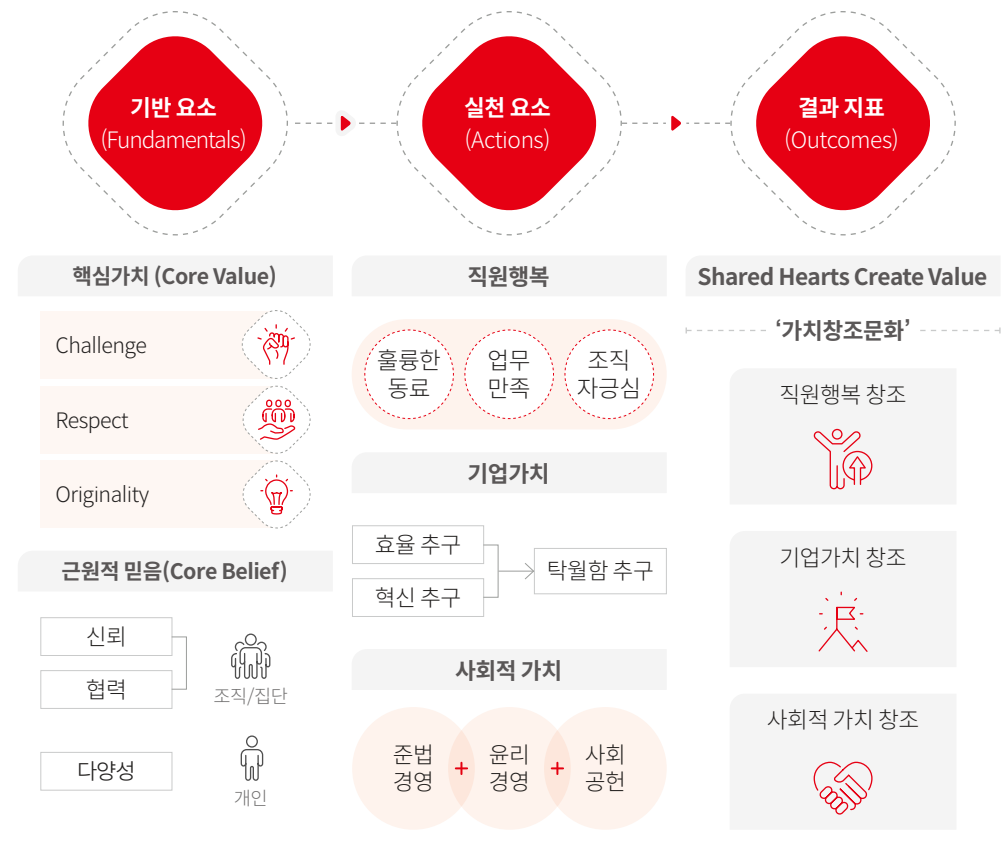 기반 요소
(Fundamentals)
실천 요소
(Actions)
결과 지표
(Outcomes)
핵심가치 (Core Value)
Challenge
Respect
Originality
근원적 믿음(Core Belief)
신뢰
협력
조직/집단
다양성
개인
직원행복
훌륭한
동료
업무
만족
조직
자긍심
기업가치
효율 추구
혁신 추구
탁월함 추구
사회적 가치
준법
경영
+
윤리
경영
+
사회
공헌
Shared Hearts Create Value
‘가치창조문화’
직원행복 창조
기업가치 창조
사회적 가치 창조